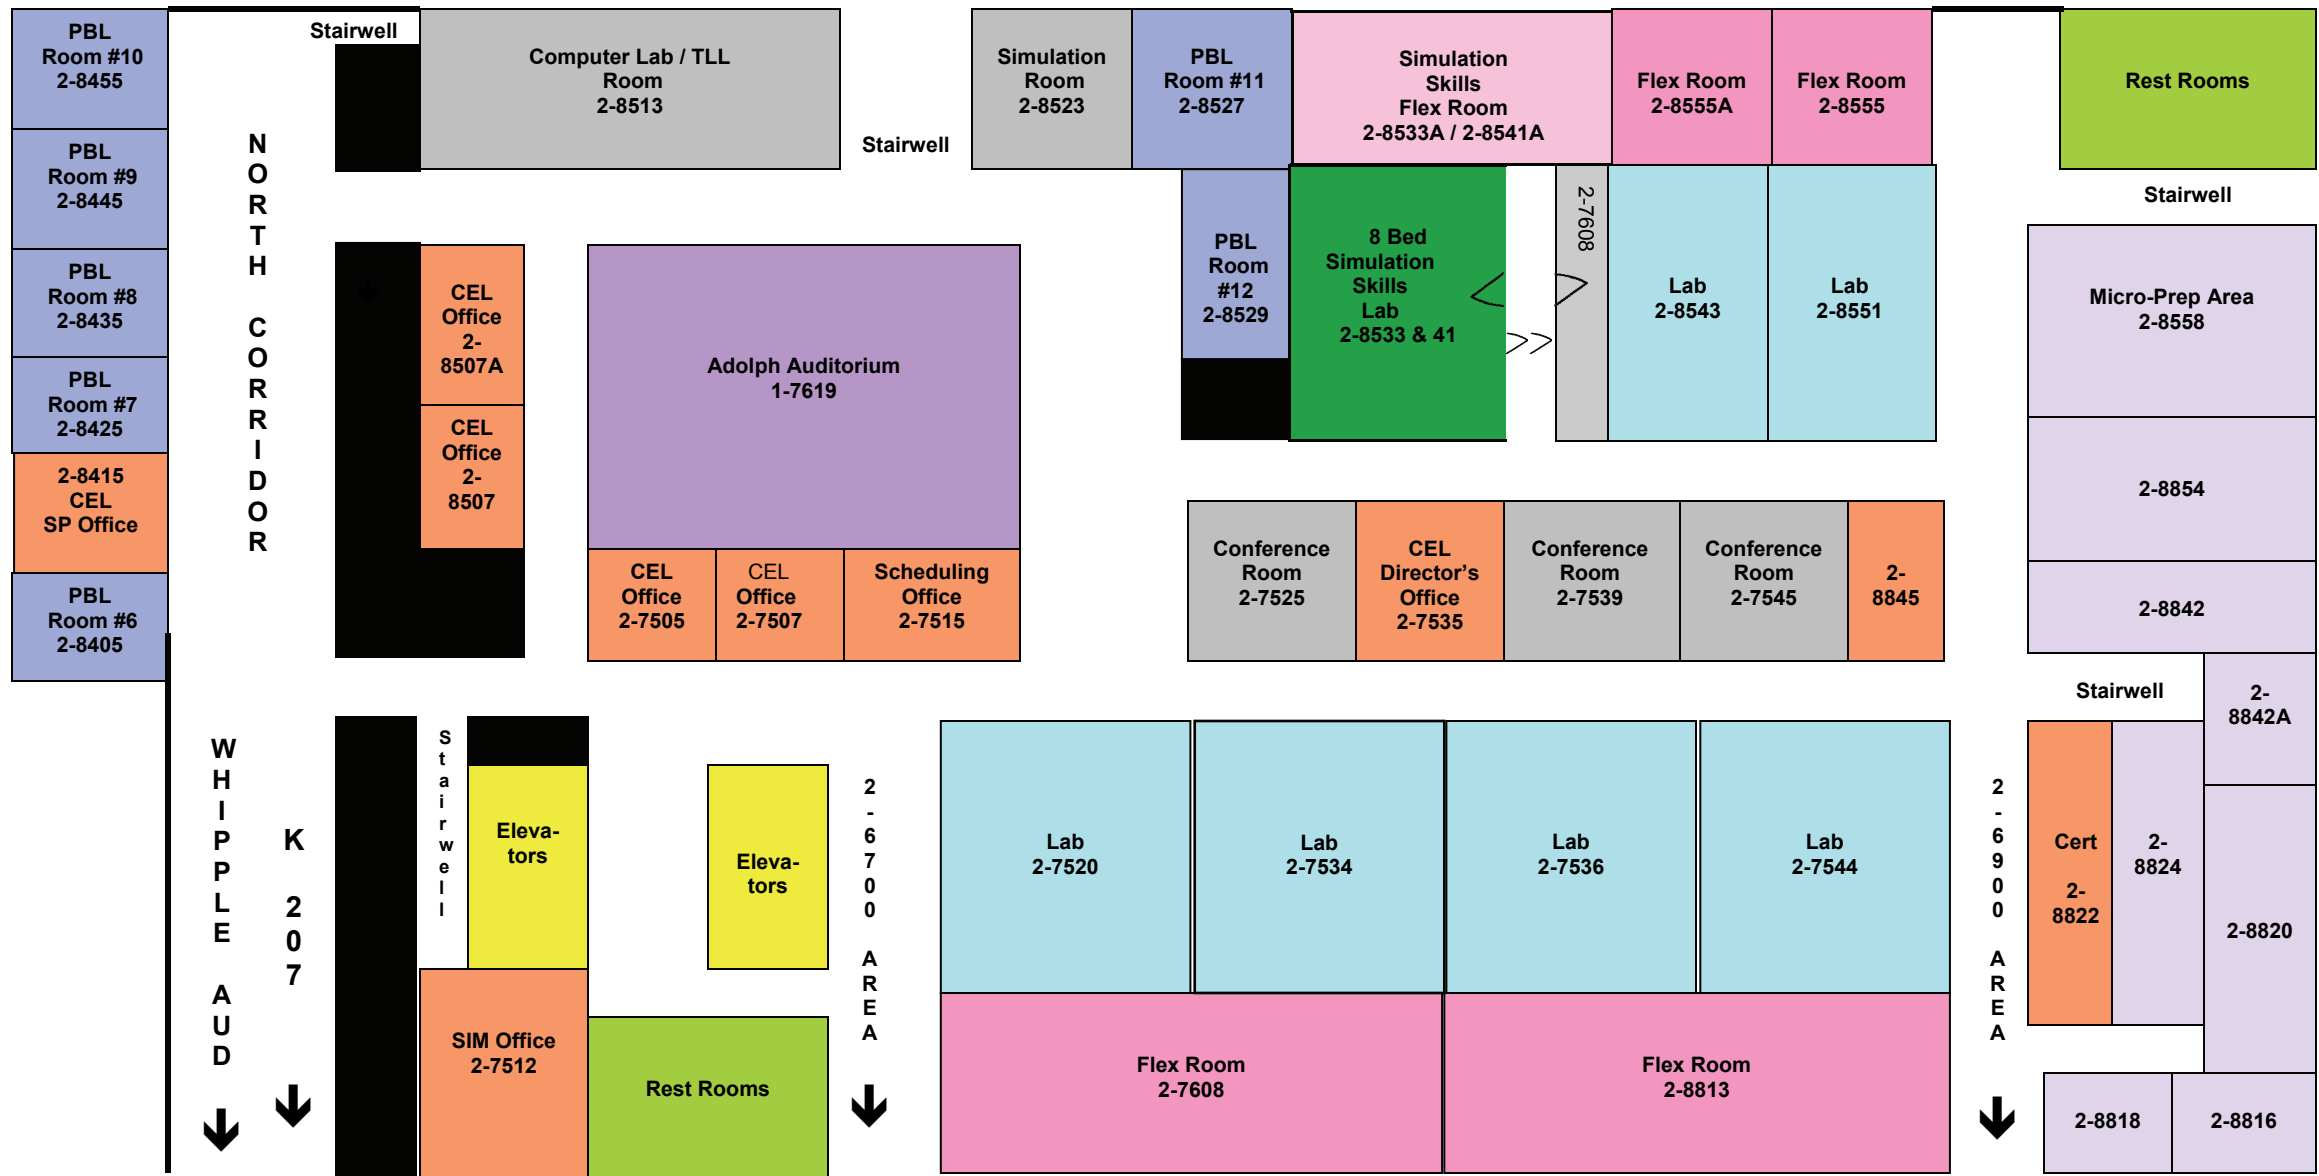 PBL
Room #10
2-8455
Stairwell
Computer Lab / TLL
Room
2-8513
Stairwell
Simulation
Room
2-8523
PBL
Room #11
2-8527
Simulation
Skills
Flex Room
2-8533A / 2-8541A
Flex Room
2-8555A
Flex Room
2-8555
Rest Rooms
Stairwell
PBL
Room #9
2-8445
PBL
Room #8
2-8435
PBL
Room #7
2-8425
2-8415
CEL
SP Office
PBL
Room #6
2-8405
NORTH CORRIDOR
CEL
Office
2-
8507A
CEL
Office
2-
8507
Adolph Auditorium
1-7619
CEL
Office
2-7505
CEL
Office
2-7507
Scheduling
Office
2-7515
PBL
Room
#12
2-8529
8 Bed
Simulation
Skills
Lab
2-8533 & 41
2-7608
Lab
2-8543
Lab
2-8551
Micro-Prep Area
2-8558
2-8854
2-8842
Conference
Room
2-7525
CEL
Director's
Office
2-7535
Conference
Room
2-7539
Conference
Room
2-7545
2-
8845
Stairwell
2-
8842A
WHIPPLE AUD
K 207
Stairwell
Eleva-
tors
Eleva-
tors
SIM Office
2-7512
Rest Rooms
2-6700 AREA
Lab
2-7520
Lab
2-7534
Lab
2-7536
Lab
2-7544
Flex Room
2-7608
Flex Room
2-8813
2-6900 AREA
Cert
2-
8822
2-
8824
2-8820
2-8818
2-8816